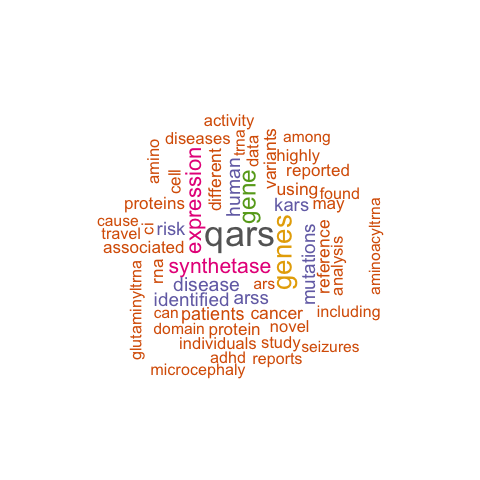 activity
diseases
trna
data
among
amino
variants
highly
cell
expression
different
human
gene
reported
using
found
proteins
kars
may
aminoacyltrna
cause
travel
ci
risk
qars
genes
mutations
reference
analysis
associated
rna
synthetase
glutaminyltrna
disease
ars
identified
arss
can
patients
cancer
including
domain
protein
novel
individuals
study
seizures
adhd
reports
microcephaly